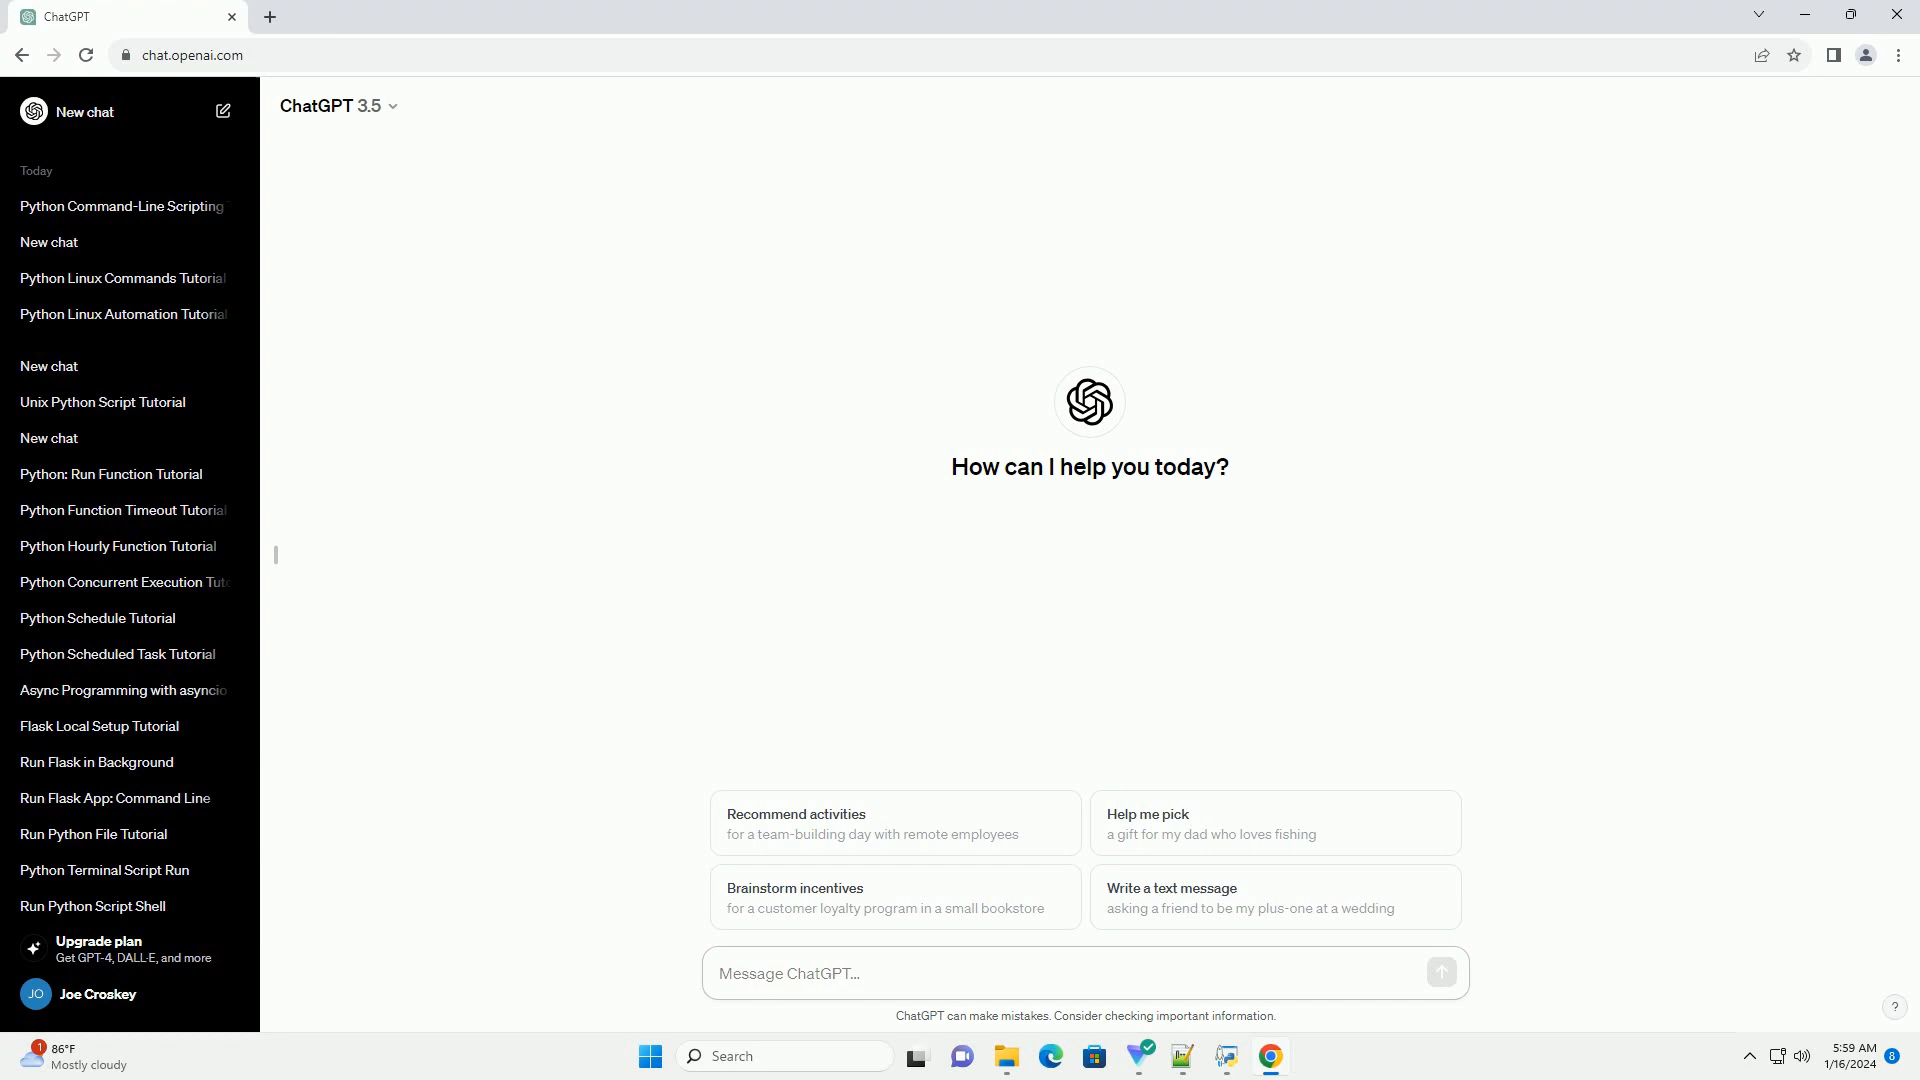 ChatGPT
chat.openai.com
New chat
ChatGPT 3.5
Today
Python Command-Line Scripting
New chat
Python Linux Commands Tutorial
Python Linux Automation Tutorial
New chat
Unix Python Script Tutorial
New chat
Python: Run Function Tutorial
Python Function Timeout Tutorial
Python Hourly Function Tutorial
Python Concurrent Execution Tuto
Python Schedule Tutorial
Python Scheduled Task Tutorial
Async Programming with asyncio
Flask Local Setup Tutorial
Run Flask in Background
Run Flask App: Command Line
Run Python File Tutorial
Python Terminal Script Run
Run Python Script Shell
Upgrade plan
Get GPT-4, DALL·E, and more
JO Joe Croskey
How can I help you today?
Recommend activities
for a team-building day with remote employees
Help me pick
a gift for my dad who loves fishing
Brainstorm incentives
for a customer loyalty program in a small bookstore
Write a text message
asking a friend to be my plus-one at a wedding
Message ChatGPT...
ChatGPT can make mistakes. Consider checking important information.
?
1
86°F
Mostly cloudy
Search
5:59 AM
1/16/2024
8